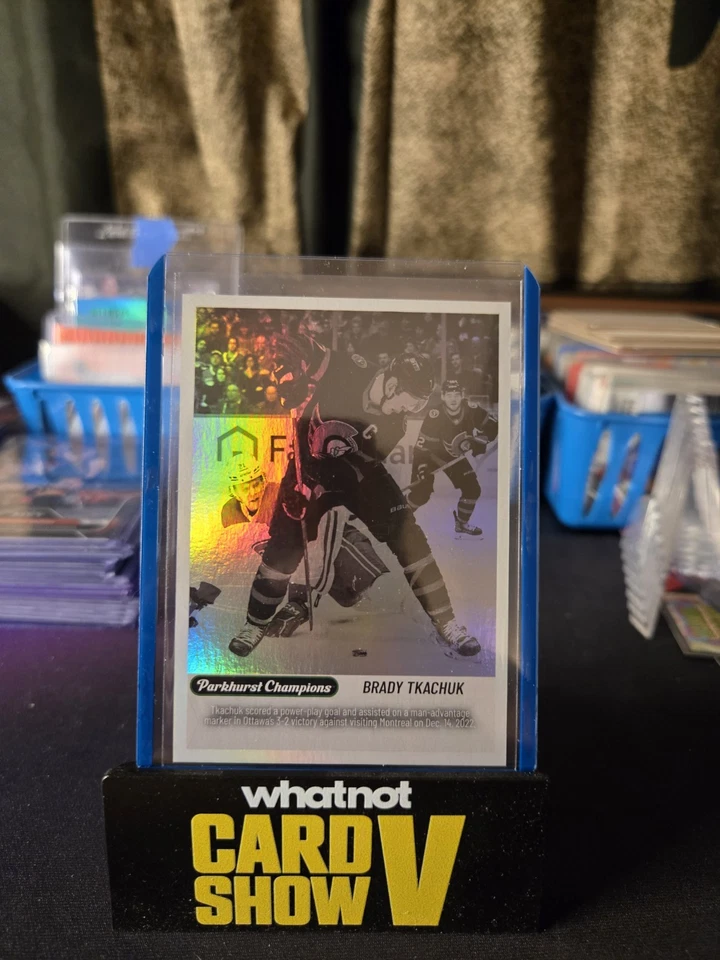 Parkhurst Champions
BRADY TKACHUK
Tkachuk scored a power-play goal and assisted on a man-advantage
marker in Ottawa's 3-2 victory against visiting Montreal on Dec. 14, 2022.
whatnot
CARD
SHOW V